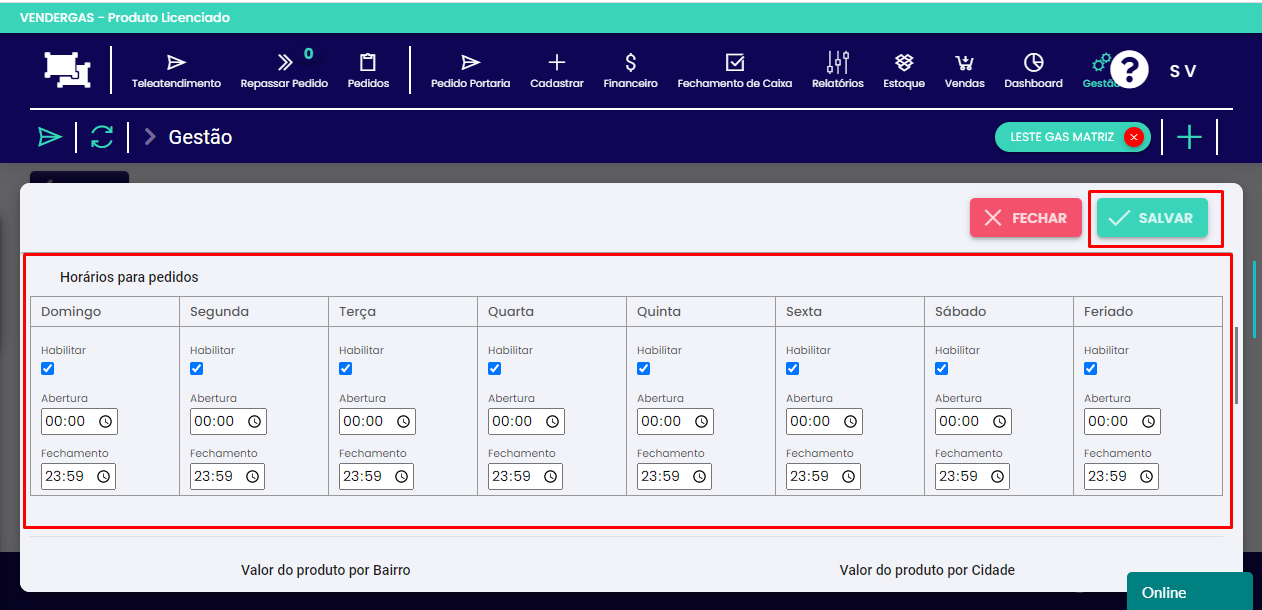 VENDERGAS - Produto Licenciado
0
Teleatendimento Repassar Pedido Pedidos Pedido Portaria Cadastrar Financeiro Fechamento de Caixa Relatórios Estoque Vendas Dashboard ? S V
Gestão LESTE GAS MATRIZ
FECHAR SALVAR
Horários para pedidos
Domingo Segunda Terça Quarta Quinta Sexta Sábado Feriado
Habilitar Habilitar Habilitar Habilitar Habilitar Habilitar Habilitar Habilitar
Abertura Abertura Abertura Abertura Abertura Abertura Abertura Abertura
00:00 00:00 00:00 00:00 00:00 00:00 00:00 00:00
Fechamento Fechamento Fechamento Fechamento Fechamento Fechamento Fechamento Fechamento
23:59 23:59 23:59 23:59 23:59 23:59 23:59 23:59
Valor do produto por Bairro Valor do produto por Cidade
Online